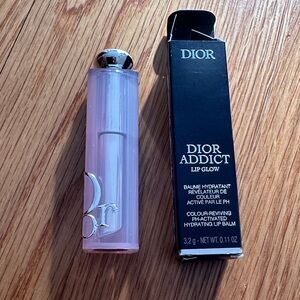 DIOR
DIOR
ADDICT
LIP GLOW
BAUME HYDRATANT
RÉVÉLATEUR DE
COULEUR
ACTIVÉ PAR LE PH
COLOUR-REVIVING
PH-ACTIVATED
HYDRATING LIP BALM
3,2 g - NET WT. 0.11 OZ
Dior